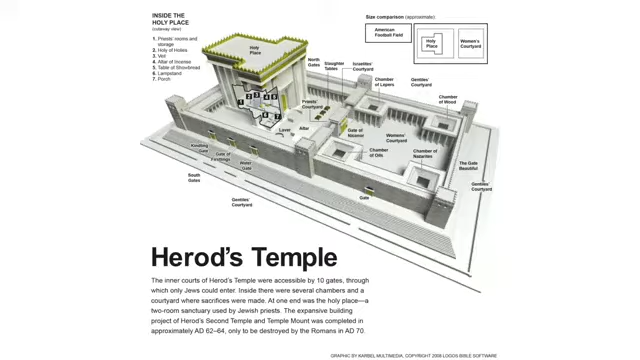 INSIDE THE
HOLY PLACE
(cutaway view)
1. Priests' rooms and
storage
2. Holy of Holies
3. Veil
4. Altar of Incense
5. Table of Showbread
6. Lampstand
7. Porch
Size comparison (approximate)
American
Football Field
Holy
Place
Women's
Courtyard
Holy
Place
North
Gates
Slaughter
Tables
Israelites'
Courtyard
Chamber
of Lepers
Gentiles'
Courtyard
Chamber
of Wood
Priests'
Courtyard
2
3
4
5
1
6
7
Laver
Altar
Gate of
Nicanor
Women's
Courtyard
Chamber
of Oils
Chamber of
Nazarites
The Gate
Beautiful
Gentiles'
Courtyard
Kindling
Gate
Gate of
Firstlings
Water
Gate
South
Gates
Gentiles'
Courtyard
Gate
Herod's Temple
The inner courts of Herod's Temple were accessible by 10 gates, through
which only Jews could enter. Inside there were several chambers and a
courtyard where sacrifices were made. At one end was the holy place—a
two-room sanctuary used by Jewish priests. The expansive building
project of Herod's Second Temple and Temple Mount was completed in
approximately AD 62–64, only to be destroyed by the Romans in AD 70.
GRAPHIC BY KARBEL MULTIMEDIA, COPYRIGHT 2008 LOGOS BIBLE SOFTWARE